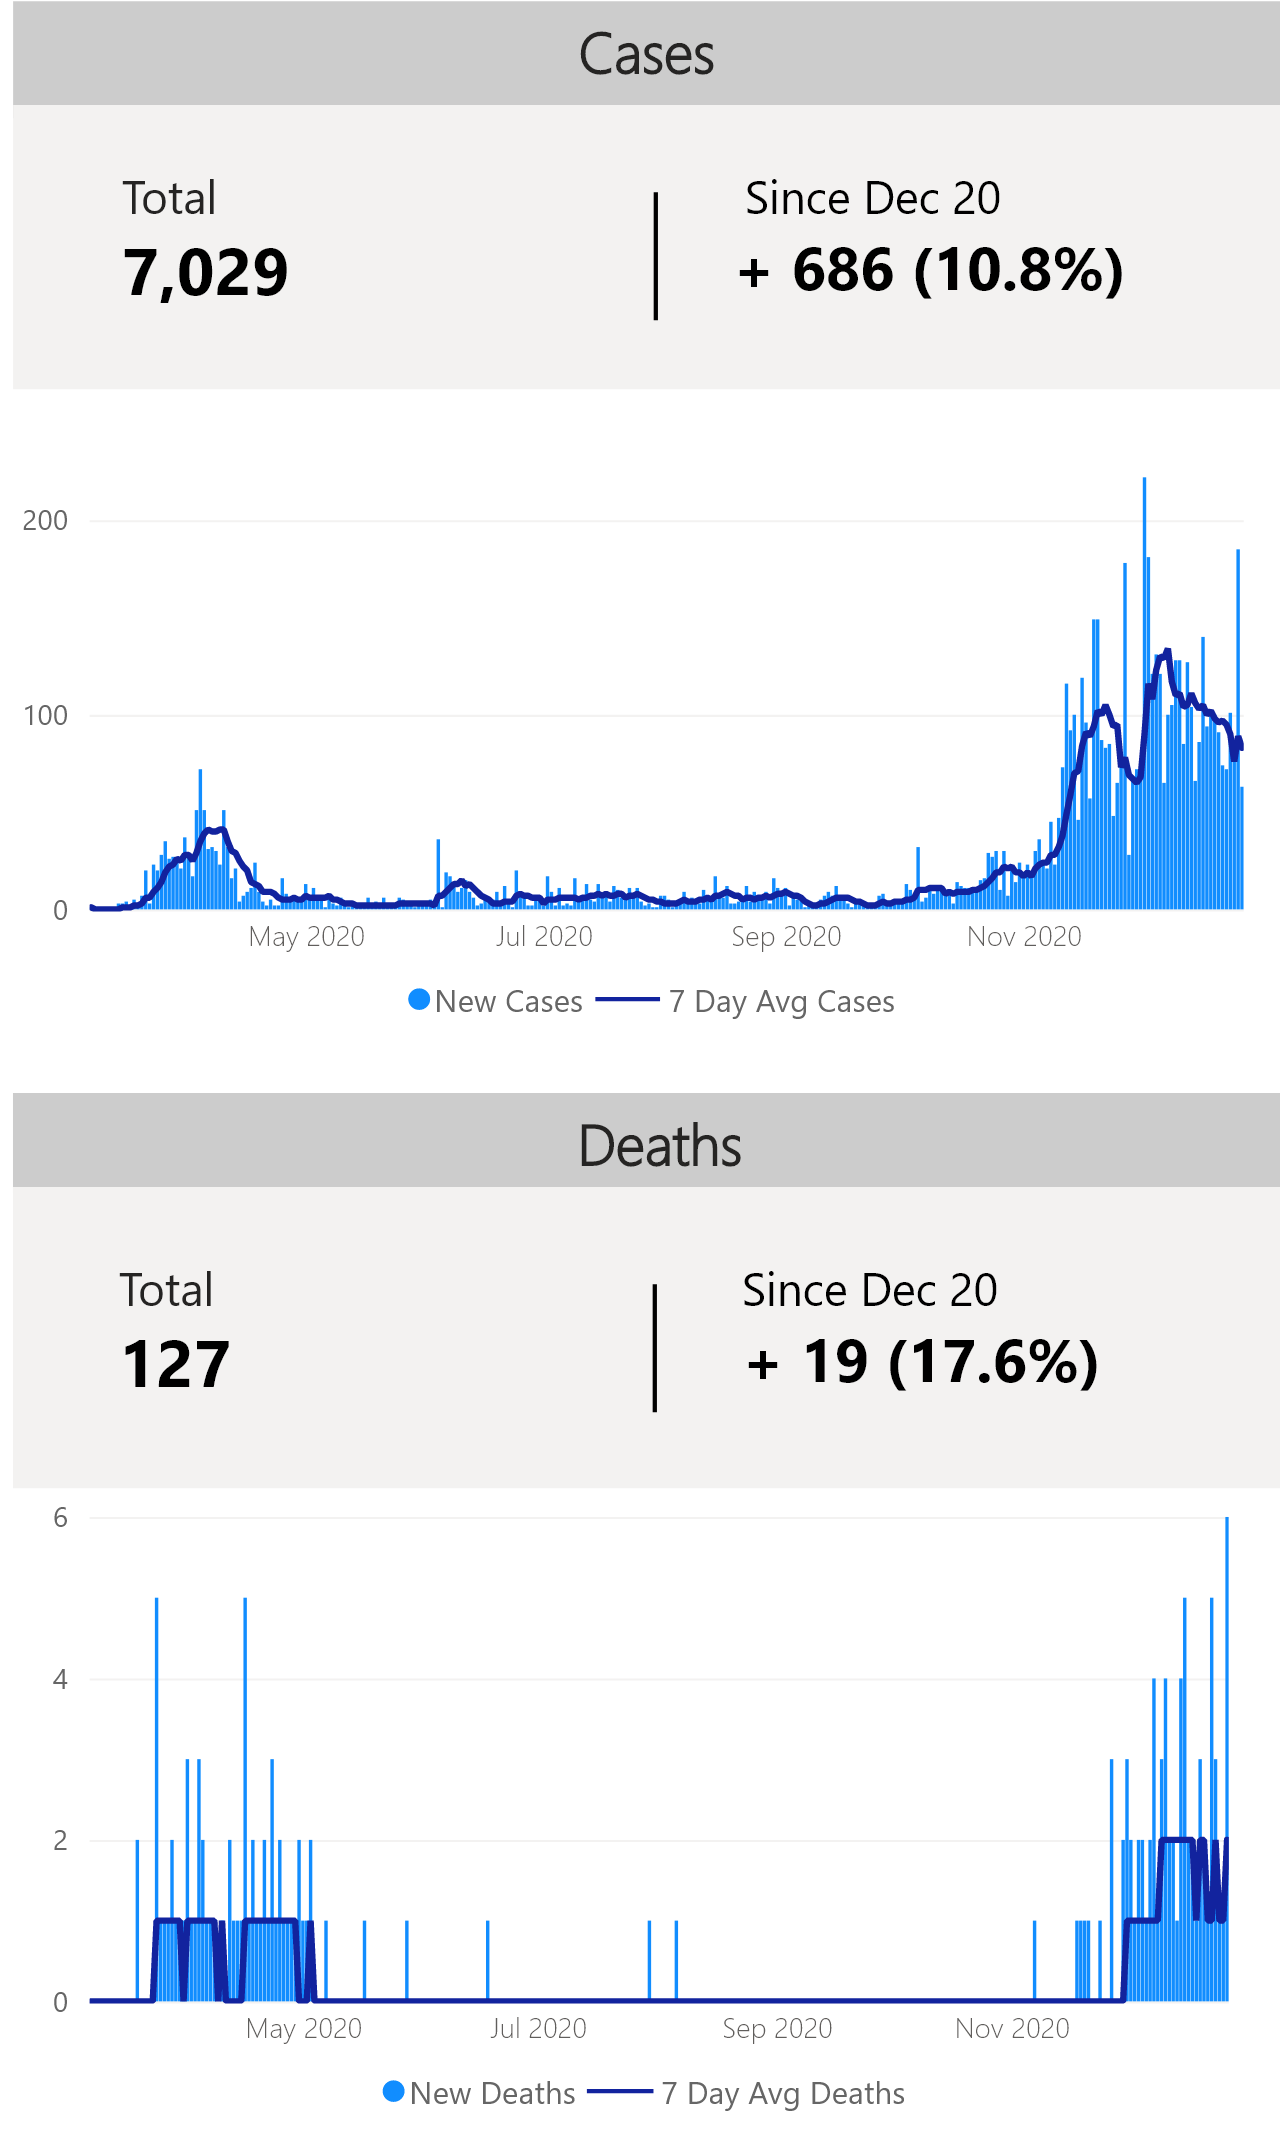 Cases
Total
Since Dec 20
7,029
+ 686 (10.8%)
200
100
0
May 2020
Jul 2020
Sep 2020
Nov 2020
New Cases
7 Day Avg Cases
Deaths
Total
Since Dec 20
127
+ 19 (17.6%)
6
4
2
0
May 2020
Jul 2020
Sep 2020
Nov 2020
New Deaths
7 Day Avg Deaths